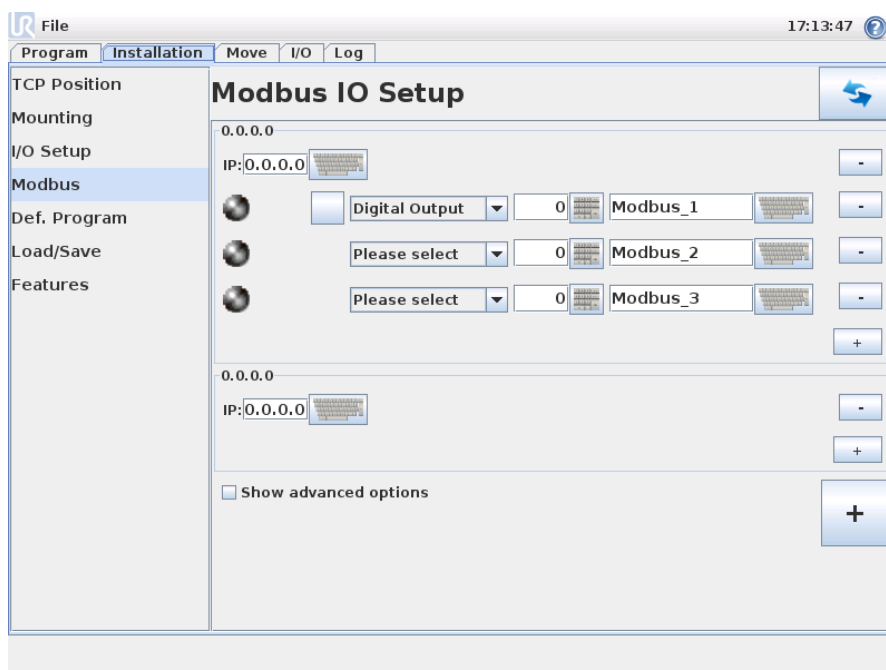 UR File 17:13:47 ?
Program Installation Move I/O Log
TCP Position
Mounting
I/O Setup
Modbus
Def. Program
Load/Save
Features
Modbus IO Setup
0.0.0.0
IP: 0.0.0.0 -
Digital Output 0 Modbus_1 -
Please select 0 Modbus_2 -
Please select 0 Modbus_3 -
+
0.0.0.0
IP: 0.0.0.0 -
+
Show advanced options
+